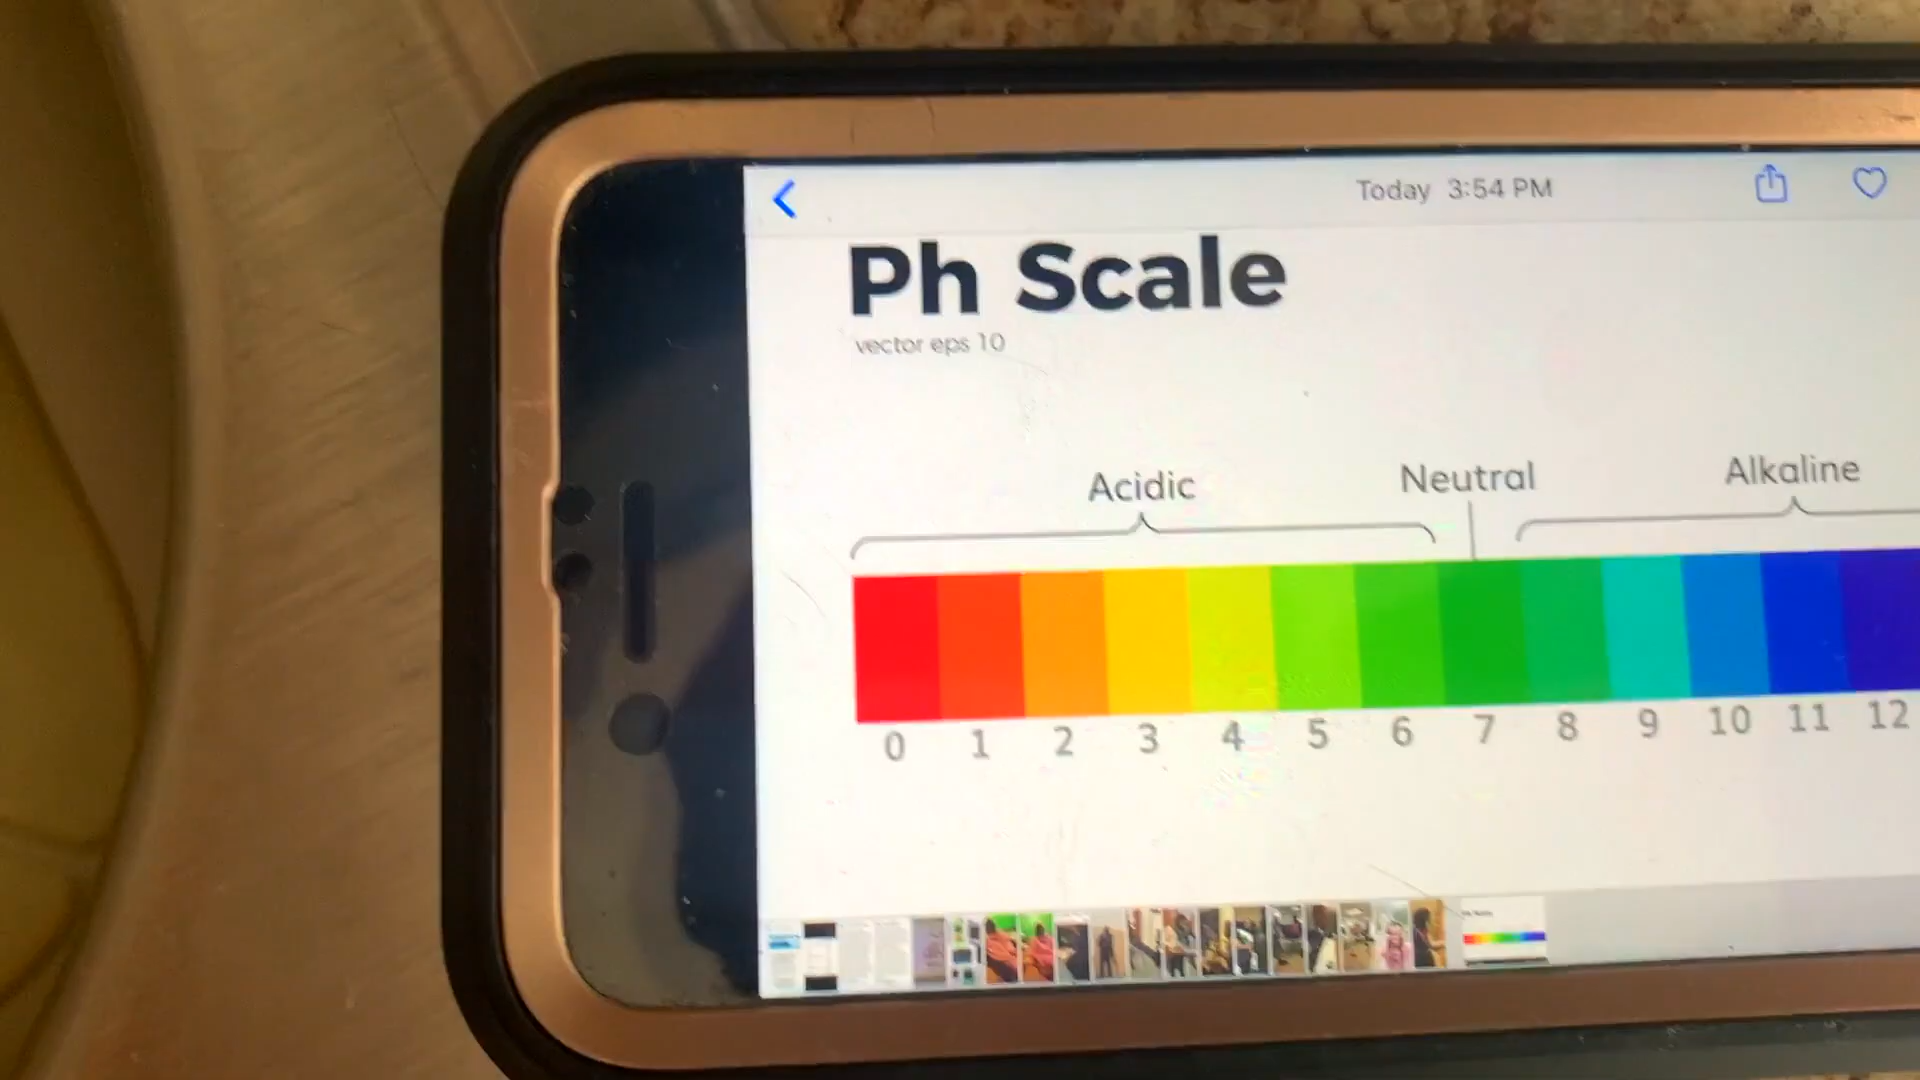 Today 3:54 PM
Ph Scale
vector eps 10
Acidic Neutral Alkaline
0 1 2 3 4 5 6 7 8 9 10 11 12